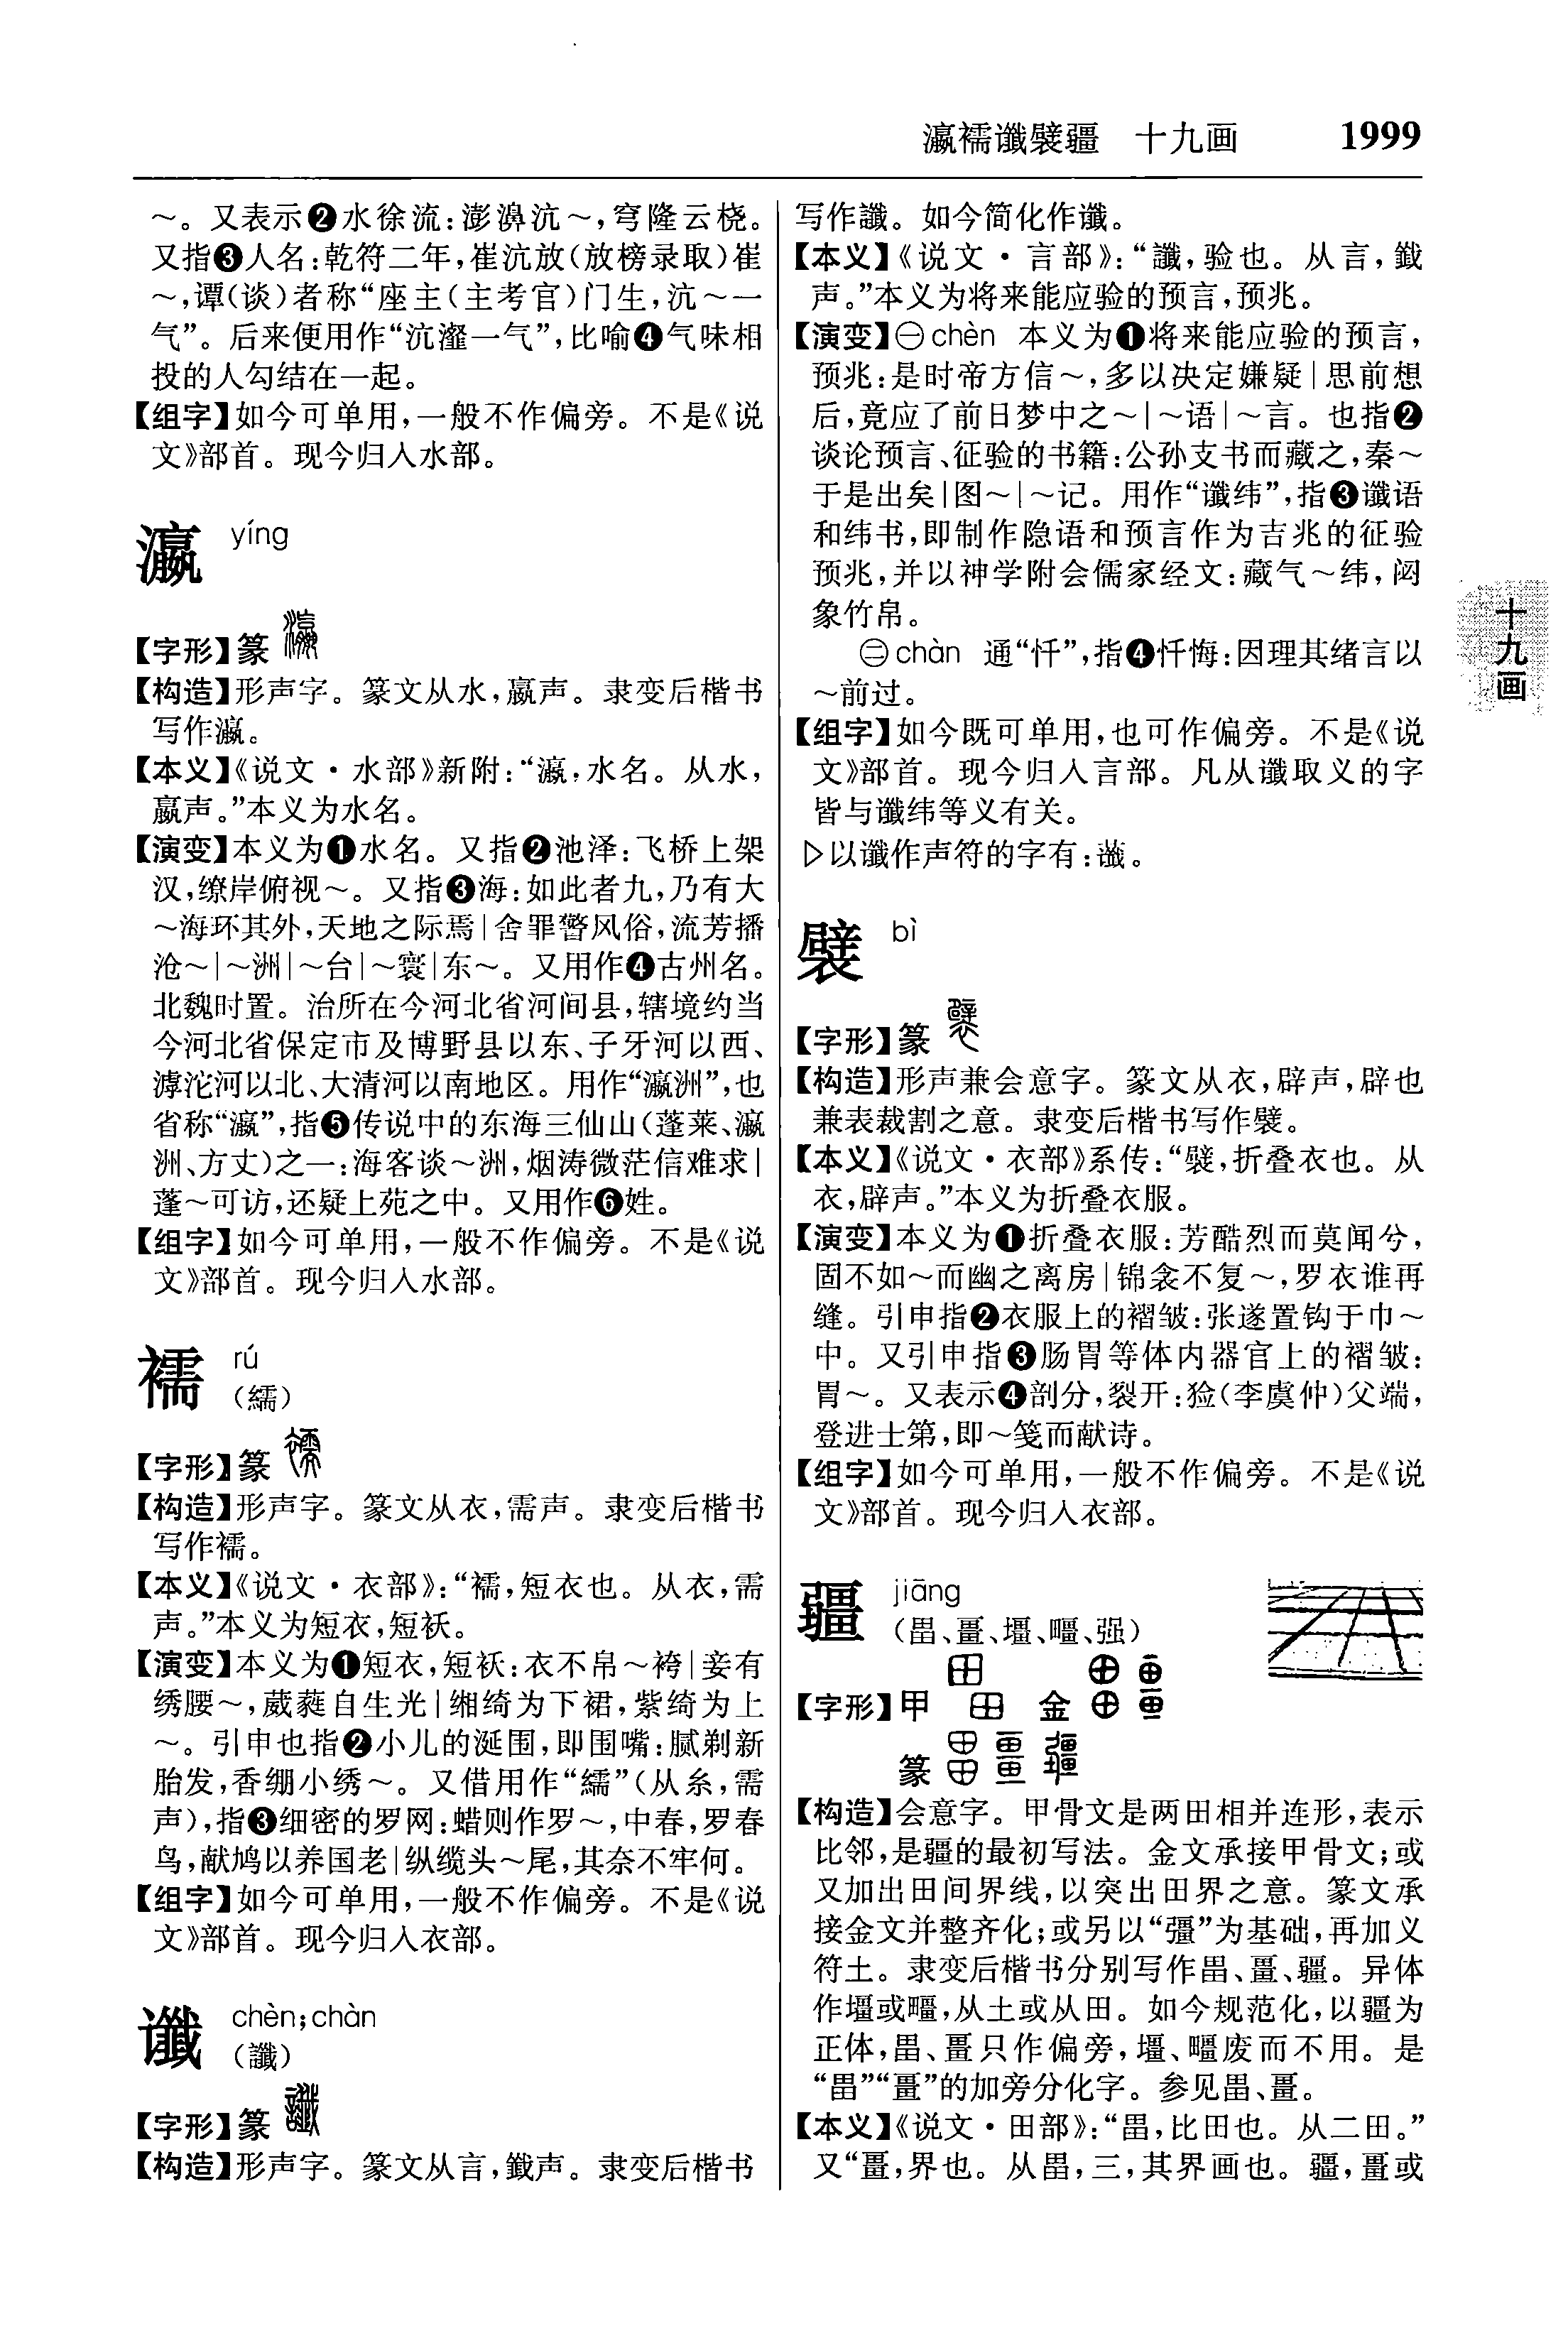 瀛襦谶襞疆 十九画 1999
～。又表示❷水徐流:澎濞沆～,穹隆云桡。
又指❸人名:乾符二年,崔沆放(放榜录取)崔
～,谭(谈)者称“座主(主考官)门生,沆～一
气”。后来便用作“沆瀣一气”,比喻❹气味相
投的人勾结在一起。
【组字】如今可单用,一般不作偏旁。不是《说
文》部首。现今归入水部。
瀛 yíng
【字形】篆
【构造】形声字。篆文从水,嬴声。隶变后楷书
写作瀛。
【本义】《说文·水部》新附:“瀛,水名。从水,
嬴声。”本义为水名。
【演变】本义为❶水名。又指❷池泽:飞桥上架
汉,缭岸俯视～。又指❸海:如此者九,乃有大
～海环其外,天地之际焉|舍罪警风俗,流芳播
沧～|～洲|～台|～寰|东～。又用作❹古州名。
北魏时置。治所在今河北省河间县,辖境约当
今河北省保定市及博野县以东、子牙河以西、
滹沱河以北、大清河以南地区。用作“瀛洲”,也
省称“瀛”,指❺传说中的东海三仙山(蓬莱、瀛
洲、方丈)之一:海客谈～洲,烟涛微茫信难求|
蓬～可访,还疑上苑之中。又用作❻姓。
【组字】如今可单用,一般不作偏旁。不是《说
文》部首。现今归入水部。
襦 rú
(繻)
【字形】篆
【构造】形声字。篆文从衣,需声。隶变后楷书
写作襦。
【本义】《说文·衣部》:“襦,短衣也。从衣,需
声。”本义为短衣,短袄。
【演变】本义为❶短衣,短袄:衣不帛～袴|妾有
绣腰～,葳蕤自生光|缃绮为下裙,紫绮为上
～。引申也指❷小儿的涎围,即围嘴:腻剃新
胎发,香绷小绣～。又借用作“繻”(从糸,需
声),指❸细密的罗网:蜡则作罗～,中春,罗春
鸟,献鸠以养国老|纵缆头～尾,其奈不牢何。
【组字】如今可单用,一般不作偏旁。不是《说
文》部首。现今归入衣部。
谶 chèn;chàn
(讖)
【字形】篆
【构造】形声字。篆文从言,韱声。隶变后楷书
写作讖。如今简化作谶。
【本义】《说文·言部》:“讖,验也。从言,韱
声。”本义为将来能应验的预言,预兆。
【演变】㊀chèn 本义为❶将来能应验的预言,
预兆:是时帝方信～,多以决定嫌疑|思前想
后,竟应了前日梦中之～|～语|～言。也指❷
谈论预言、征验的书籍:公孙支书而藏之,秦～
于是出矣|图～|～记。用作“谶纬”,指❸谶语
和纬书,即制作隐语和预言作为吉兆的征验
预兆,并以神学附会儒家经文:藏气～纬,闷
象竹帛。
㊁chàn 通“忏”,指❹忏悔:因理其绪言以
～前过。
【组字】如今既可单用,也可作偏旁。不是《说
文》部首。现今归入言部。凡从谶取义的字
皆与谶纬等义有关。
▷以谶作声符的字有:
襞 bì
【字形】篆
【构造】形声兼会意字。篆文从衣,辟声,辟也
兼表裁割之意。隶变后楷书写作襞。
【本义】《说文·衣部》系传:“襞,折叠衣也。从
衣,辟声。”本义为折叠衣服。
【演变】本义为❶折叠衣服:芳酷烈而莫闻兮,
固不如～而幽之离房|锦衾不复～,罗衣谁再
缝。引申指❷衣服上的褶皱:张遂置钩于巾～
中。又引申指❸肠胃等体内器官上的褶皱:
胃～。又表示❹剖分,裂开:猃(李虞仲)父端,
登进士第,即～笺而献诗。
【组字】如今可单用,一般不作偏旁。不是《说
文》部首。现今归入衣部。
疆 jiāng
(畕、畺、壃、疅、强)
【字形】甲 金
篆
【构造】会意字。甲骨文是两田相并连形,表示
比邻,是疆的最初写法。金文承接甲骨文;或
又加出田间界线,以突出田界之意。篆文承
接金文并整齐化;或另以“彊”为基础,再加义
符土。隶变后楷书分别写作畕、畺、疆。异体
作壃或疅,从土或从田。如今规范化,以疆为
正体,畕、畺只作偏旁,壃、疅废而不用。是
“畕”“畺”的加旁分化字。参见畕、畺。
【本义】《说文·田部》:“畕,比田也。从二田。”
又“畺,界也。从畕,三,其界画也。疆,畺或
十九画